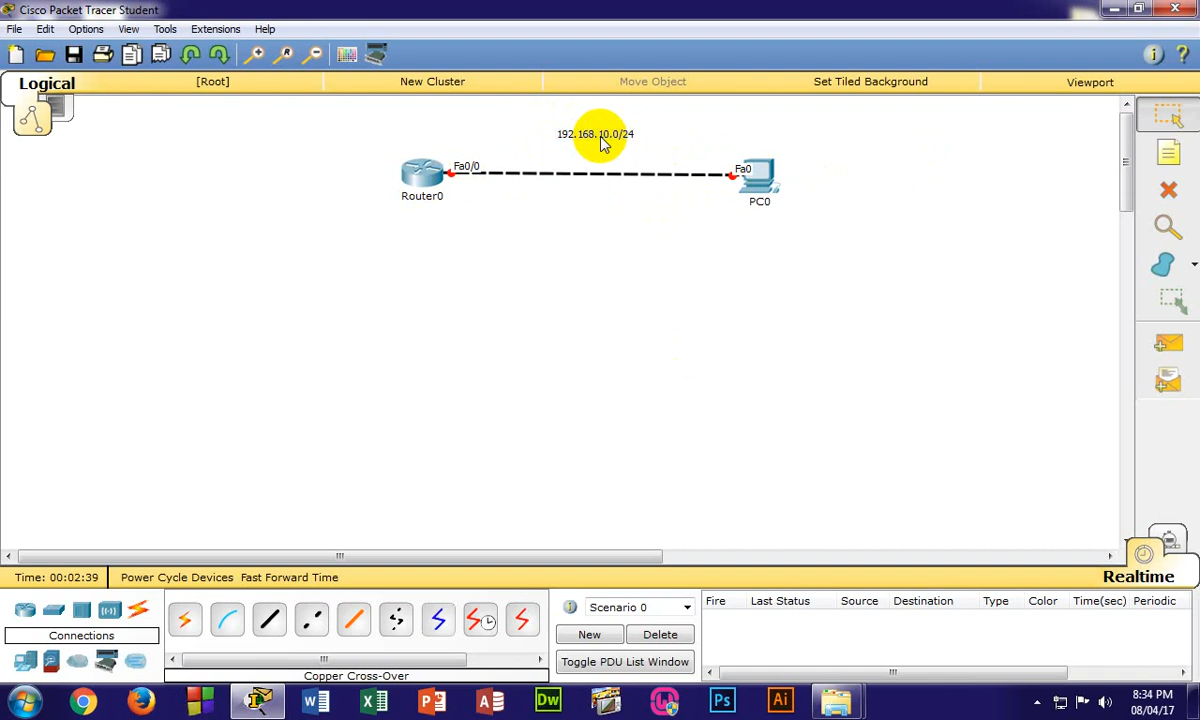 Cisco Packet Tracer Student
File Edit Options View Tools Extensions Help
Logical [Root] New Cluster Move Object Set Tiled Background Viewport
192.168.10.0/24
Fa0/0 Fa0
Router0 PC0
Time: 00:02:39 Power Cycle Devices Fast Forward Time Realtime
Scenario 0 Fire Last Status Source Destination Type Color Time(sec) Periodic
Connections New Delete
Toggle PDU List Window
Copper Cross-Over
Dw Ps Ai
8:34 PM
08/04/17